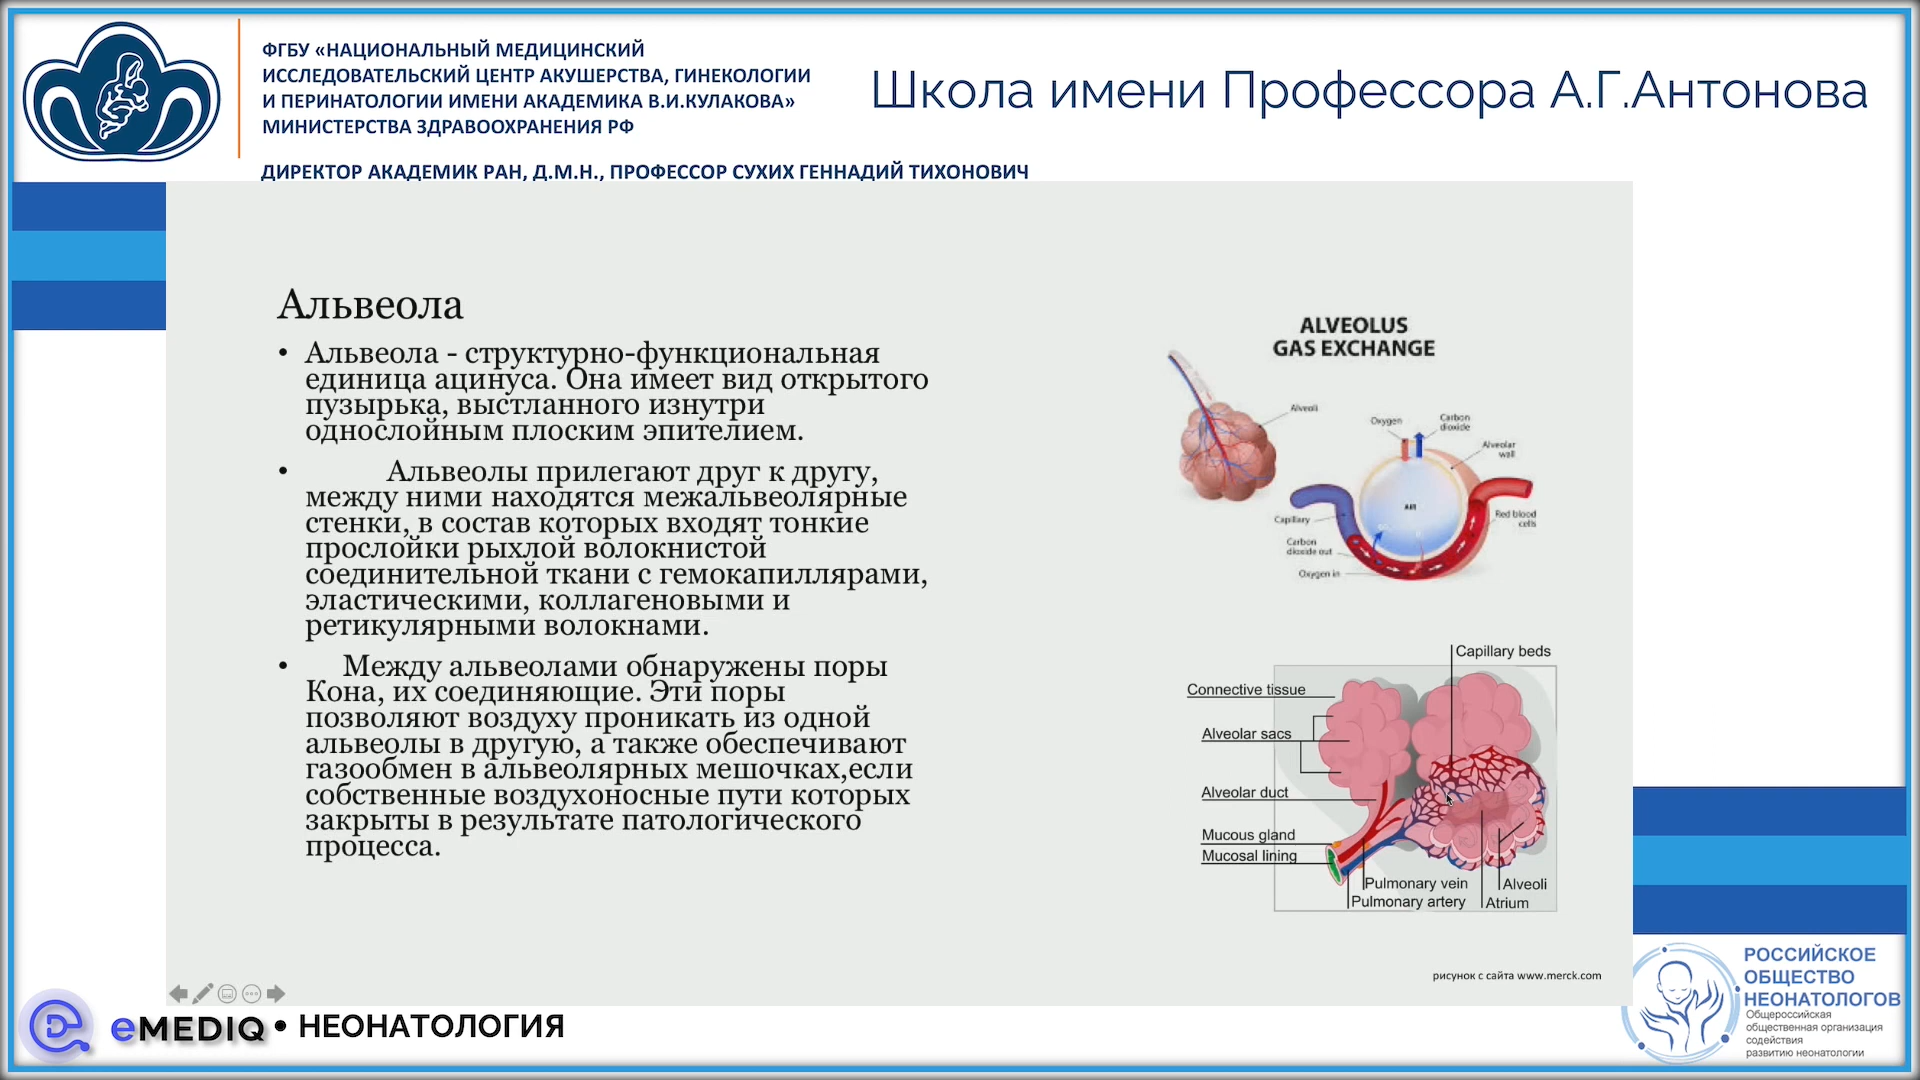 ФГБУ «НАЦИОНАЛЬНЫЙ МЕДИЦИНСКИЙ
ИССЛЕДОВАТЕЛЬСКИЙ ЦЕНТР АКУШЕРСТВА, ГИНЕКОЛОГИИ
И ПЕРИНАТОЛОГИИ ИМЕНИ АКАДЕМИКА В.И.КУЛАКОВА»
МИНИСТЕРСТВА ЗДРАВООХРАНЕНИЯ РФ
ДИРЕКТОР АКАДЕМИК РАН, Д.М.Н., ПРОФЕССОР СУХИХ ГЕННАДИЙ ТИХОНОВИЧ
Школа имени Профессора А.Г.Антонова
Альвеола
• Альвеола - структурно-функциональная
единица ацинуса. Она имеет вид открытого
пузырька, выстланного изнутри
однослойным плоским эпителием.
• Альвеолы прилегают друг к другу,
между ними находятся межальвеолярные
стенки, в состав которых входят тонкие
прослойки рыхлой волокнистой
соединительной ткани с гемокапиллярами,
эластическими, коллагеновыми и
ретикулярными волокнами.
• Между альвеолами обнаружены поры
Кона, их соединяющие. Эти поры
позволяют воздуху проникать из одной
альвеолы в другую, а также обеспечивают
газообмен в альвеолярных мешочках,если
собственные воздухоносные пути которых
закрыты в результате патологического
процесса.
ALVEOLUS
GAS EXCHANGE
Alveoli
Oxygen
Carbon
dioxide
Alveolar
wall
AIR
Capillary
Red blood
cells
Carbon
dioxide out
Oxygen in
Capillary beds
Connective tissue
Alveolar sacs
Alveolar duct
Mucous gland
Mucosal lining
Pulmonary vein
Alveoli
Pulmonary artery
Atrium
рисунок с сайта www.merck.com
eMEDIQ • НЕОНАТОЛОГИЯ
РОССИЙСКОЕ
ОБЩЕСТВО
НЕОНАТОЛОГОВ
Общероссийская
общественная организация
содействия
развитию неонатологии